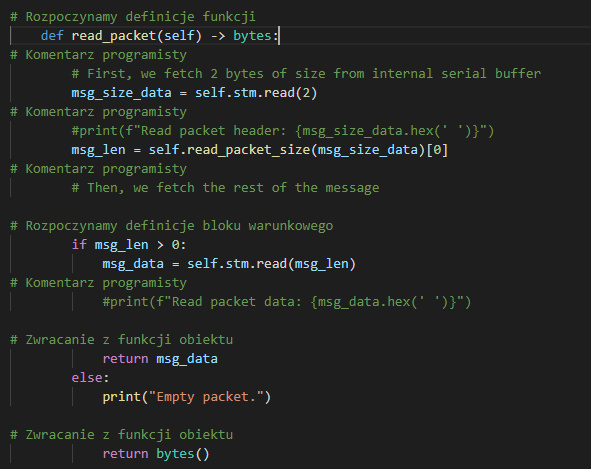 # Rozpoczynamy definicje funkcji
    def read_packet(self) -> bytes:
# Komentarz programisty
        # First, we fetch 2 bytes of size from internal serial buffer
        msg_size_data = self.stm.read(2)
# Komentarz programisty
        #print(f"Read packet header: {msg_size_data.hex(' ')}")
        msg_len = self.read_packet_size(msg_size_data)[0]
# Komentarz programisty
        # Then, we fetch the rest of the message

# Rozpoczynamy definicje bloku warunkowego
        if msg_len > 0:
            msg_data = self.stm.read(msg_len)
# Komentarz programisty
            #print(f"Read packet data: {msg_data.hex(' ')}")

# Zwracanie z funkcji obiektu
            return msg_data
        else:
            print("Empty packet.")

# Zwracanie z funkcji obiektu
            return bytes()